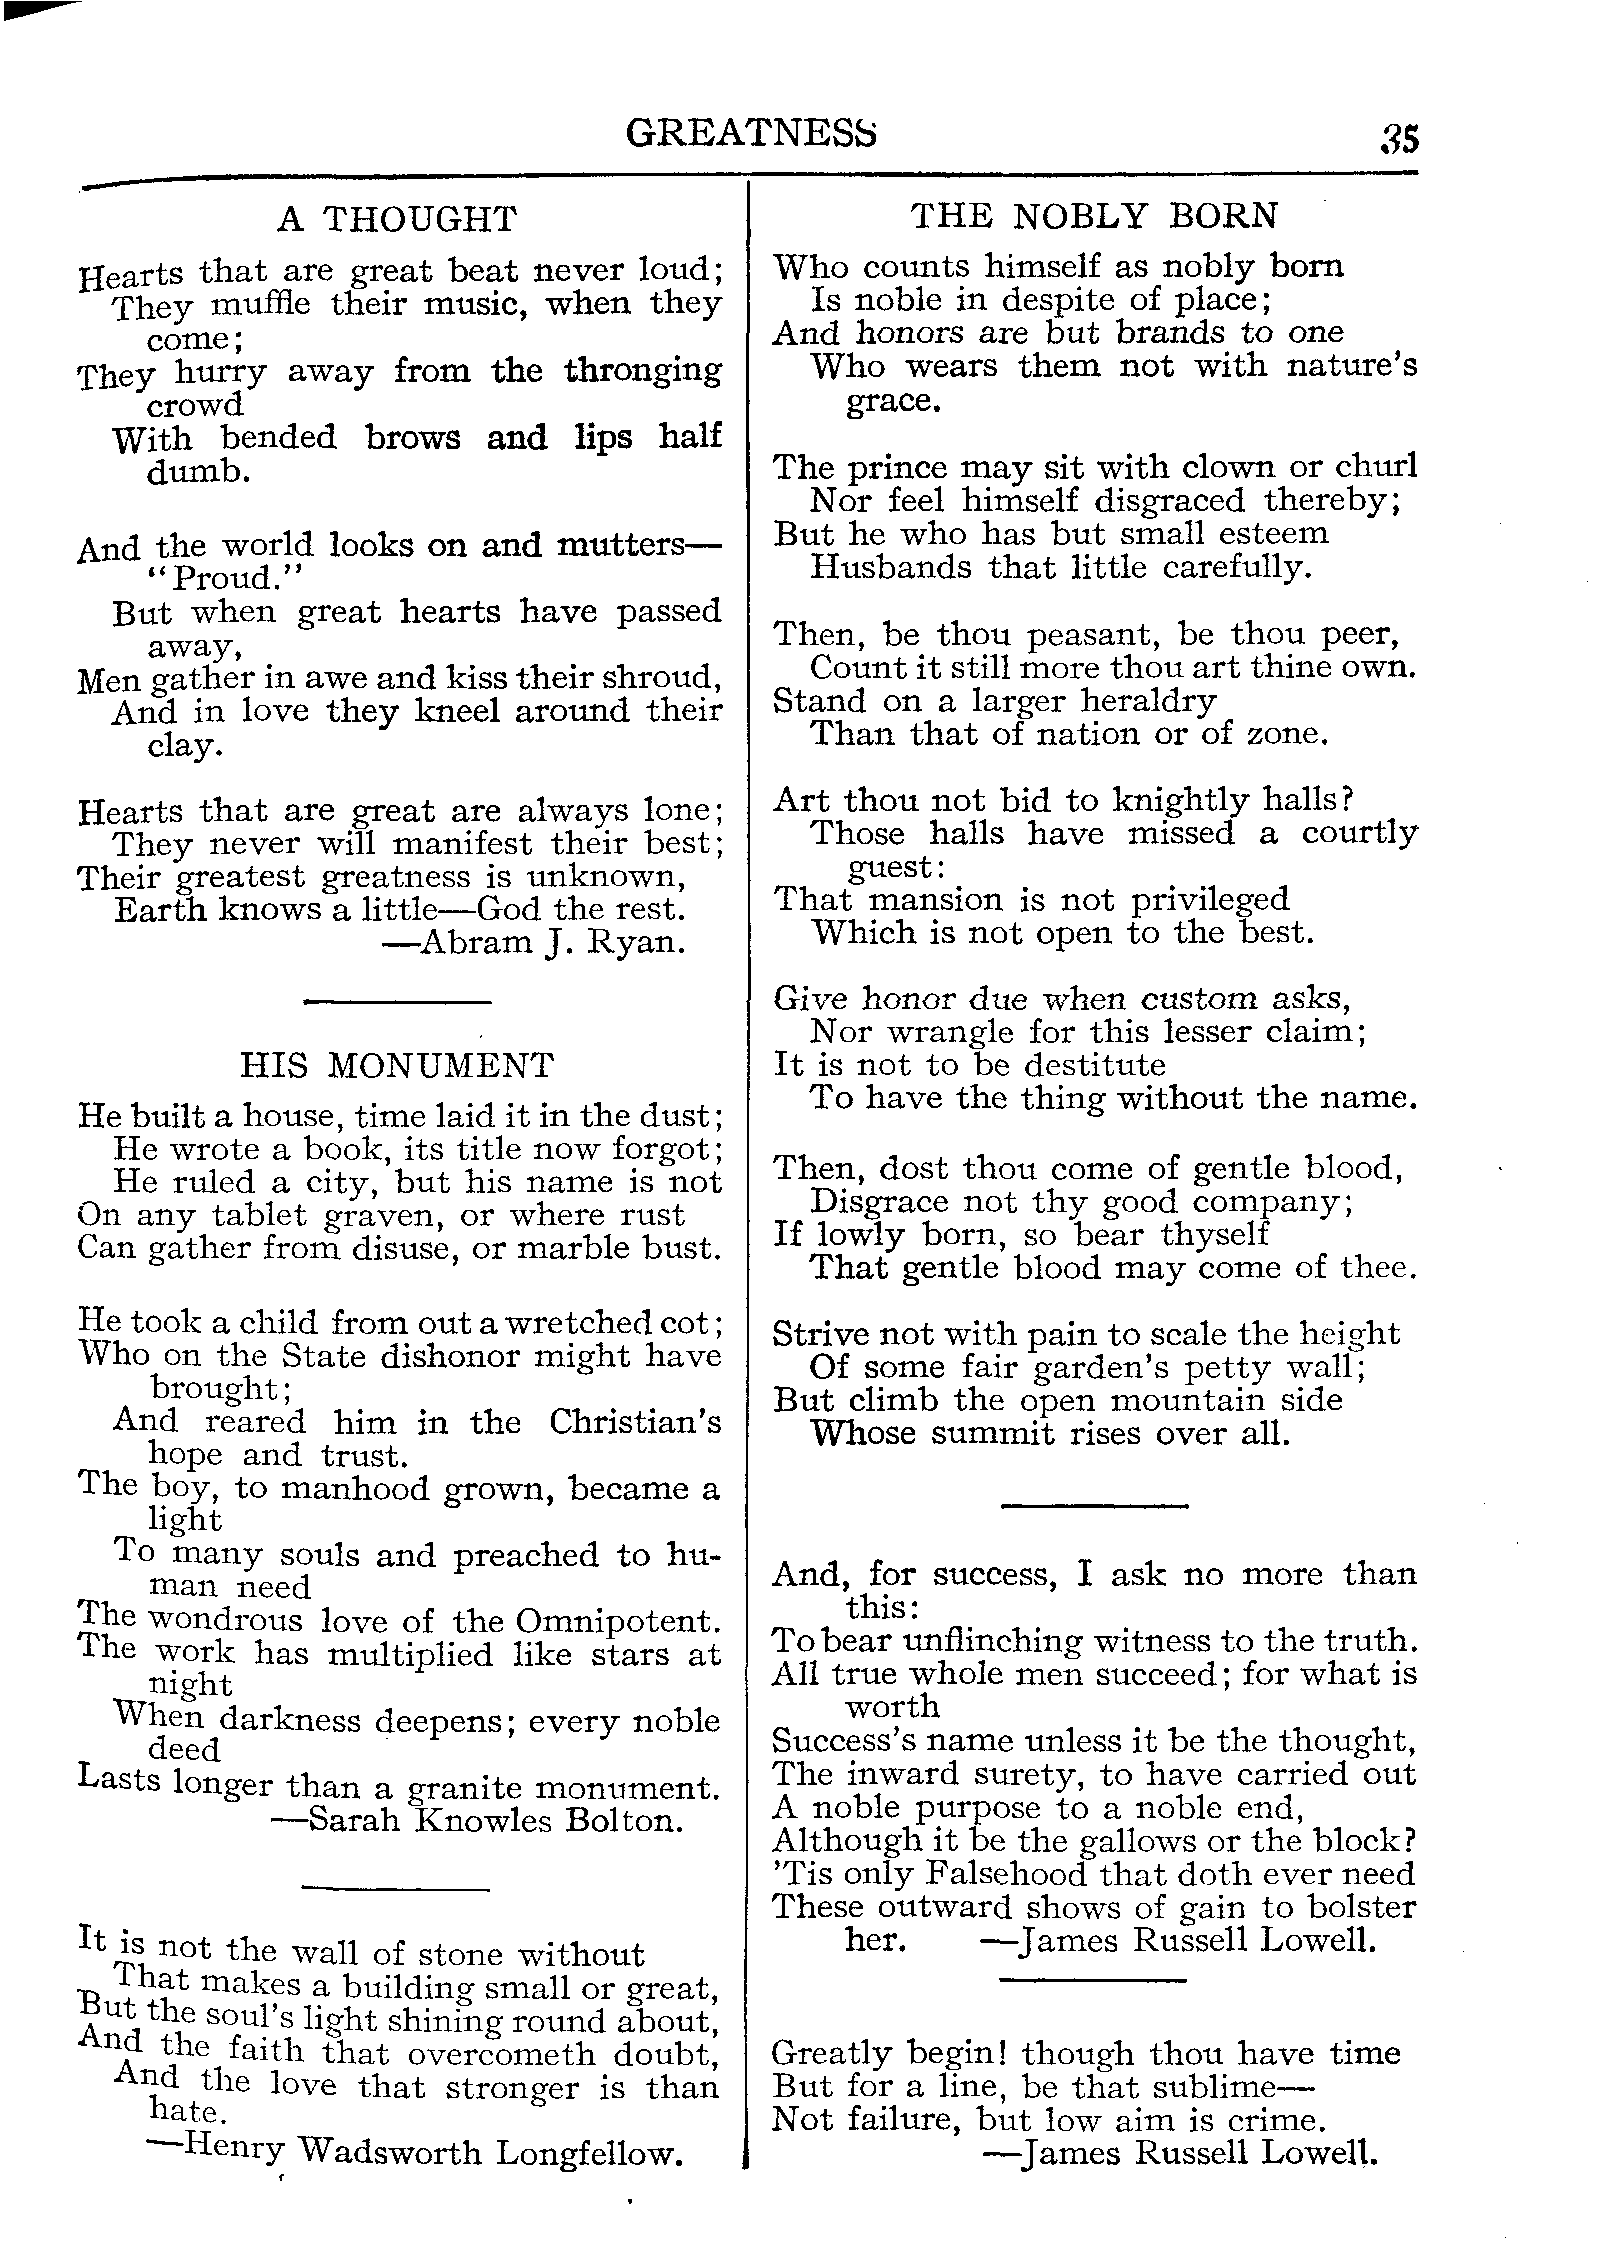 GREATNESS 35
A THOUGHT
Hearts that are great beat never loud;
They muffle their music, when they
come;
They hurry away from the thronging
crowd
With bended brows and lips half
dumb.
And the world looks on and mutters—
"Proud."
But when great hearts have passed
away,
Men gather in awe and kiss their shroud,
And in love they kneel around their
clay.
Hearts that are great are always lone;
They never will manifest their best;
Their greatest greatness is unknown,
Earth knows a little—God the rest.
—Abram J. Ryan.
HIS MONUMENT
He built a house, time laid it in the dust;
He wrote a book, its title now forgot;
He ruled a city, but his name is not
On any tablet graven, or where rust
Can gather from disuse, or marble bust.
He took a child from out a wretched cot;
Who on the State dishonor might have
brought;
And reared him in the Christian's
hope and trust.
The boy, to manhood grown, became a
light
To many souls and preached to hu-
man need
The wondrous love of the Omnipotent.
The work has multiplied like stars at
night
When darkness deepens; every noble
deed
Lasts longer than a granite monument.
—Sarah Knowles Bolton.
It is not the wall of stone without
That makes a building small or great,
But the soul's light shining round about,
And the faith that overcometh doubt,
And the love that stronger is than
hate.
—Henry Wadsworth Longfellow.
THE NOBLY BORN
Who counts himself as nobly born
Is noble in despite of place;
And honors are but brands to one
Who wears them not with nature's
grace.
The prince may sit with clown or churl
Nor feel himself disgraced thereby;
But he who has but small esteem
Husbands that little carefully.
Then, be thou peasant, be thou peer,
Count it still more thou art thine own.
Stand on a larger heraldry
Than that of nation or of zone.
Art thou not bid to knightly halls?
Those halls have missed a courtly
guest:
That mansion is not privileged
Which is not open to the best.
Give honor due when custom asks,
Nor wrangle for this lesser claim;
It is not to be destitute
To have the thing without the name.
Then, dost thou come of gentle blood,
Disgrace not thy good company;
If lowly born, so bear thyself
That gentle blood may come of thee.
Strive not with pain to scale the height
Of some fair garden's petty wall;
But climb the open mountain side
Whose summit rises over all.
And, for success, I ask no more than
this:
To bear unflinching witness to the truth.
All true whole men succeed; for what is
worth
Success's name unless it be the thought,
The inward surety, to have carried out
A noble purpose to a noble end,
Although it be the gallows or the block?
'Tis only Falsehood that doth ever need
These outward shows of gain to bolster
her. —James Russell Lowell.
Greatly begin! though thou have time
But for a line, be that sublime—
Not failure, but low aim is crime.
—James Russell Lowell.